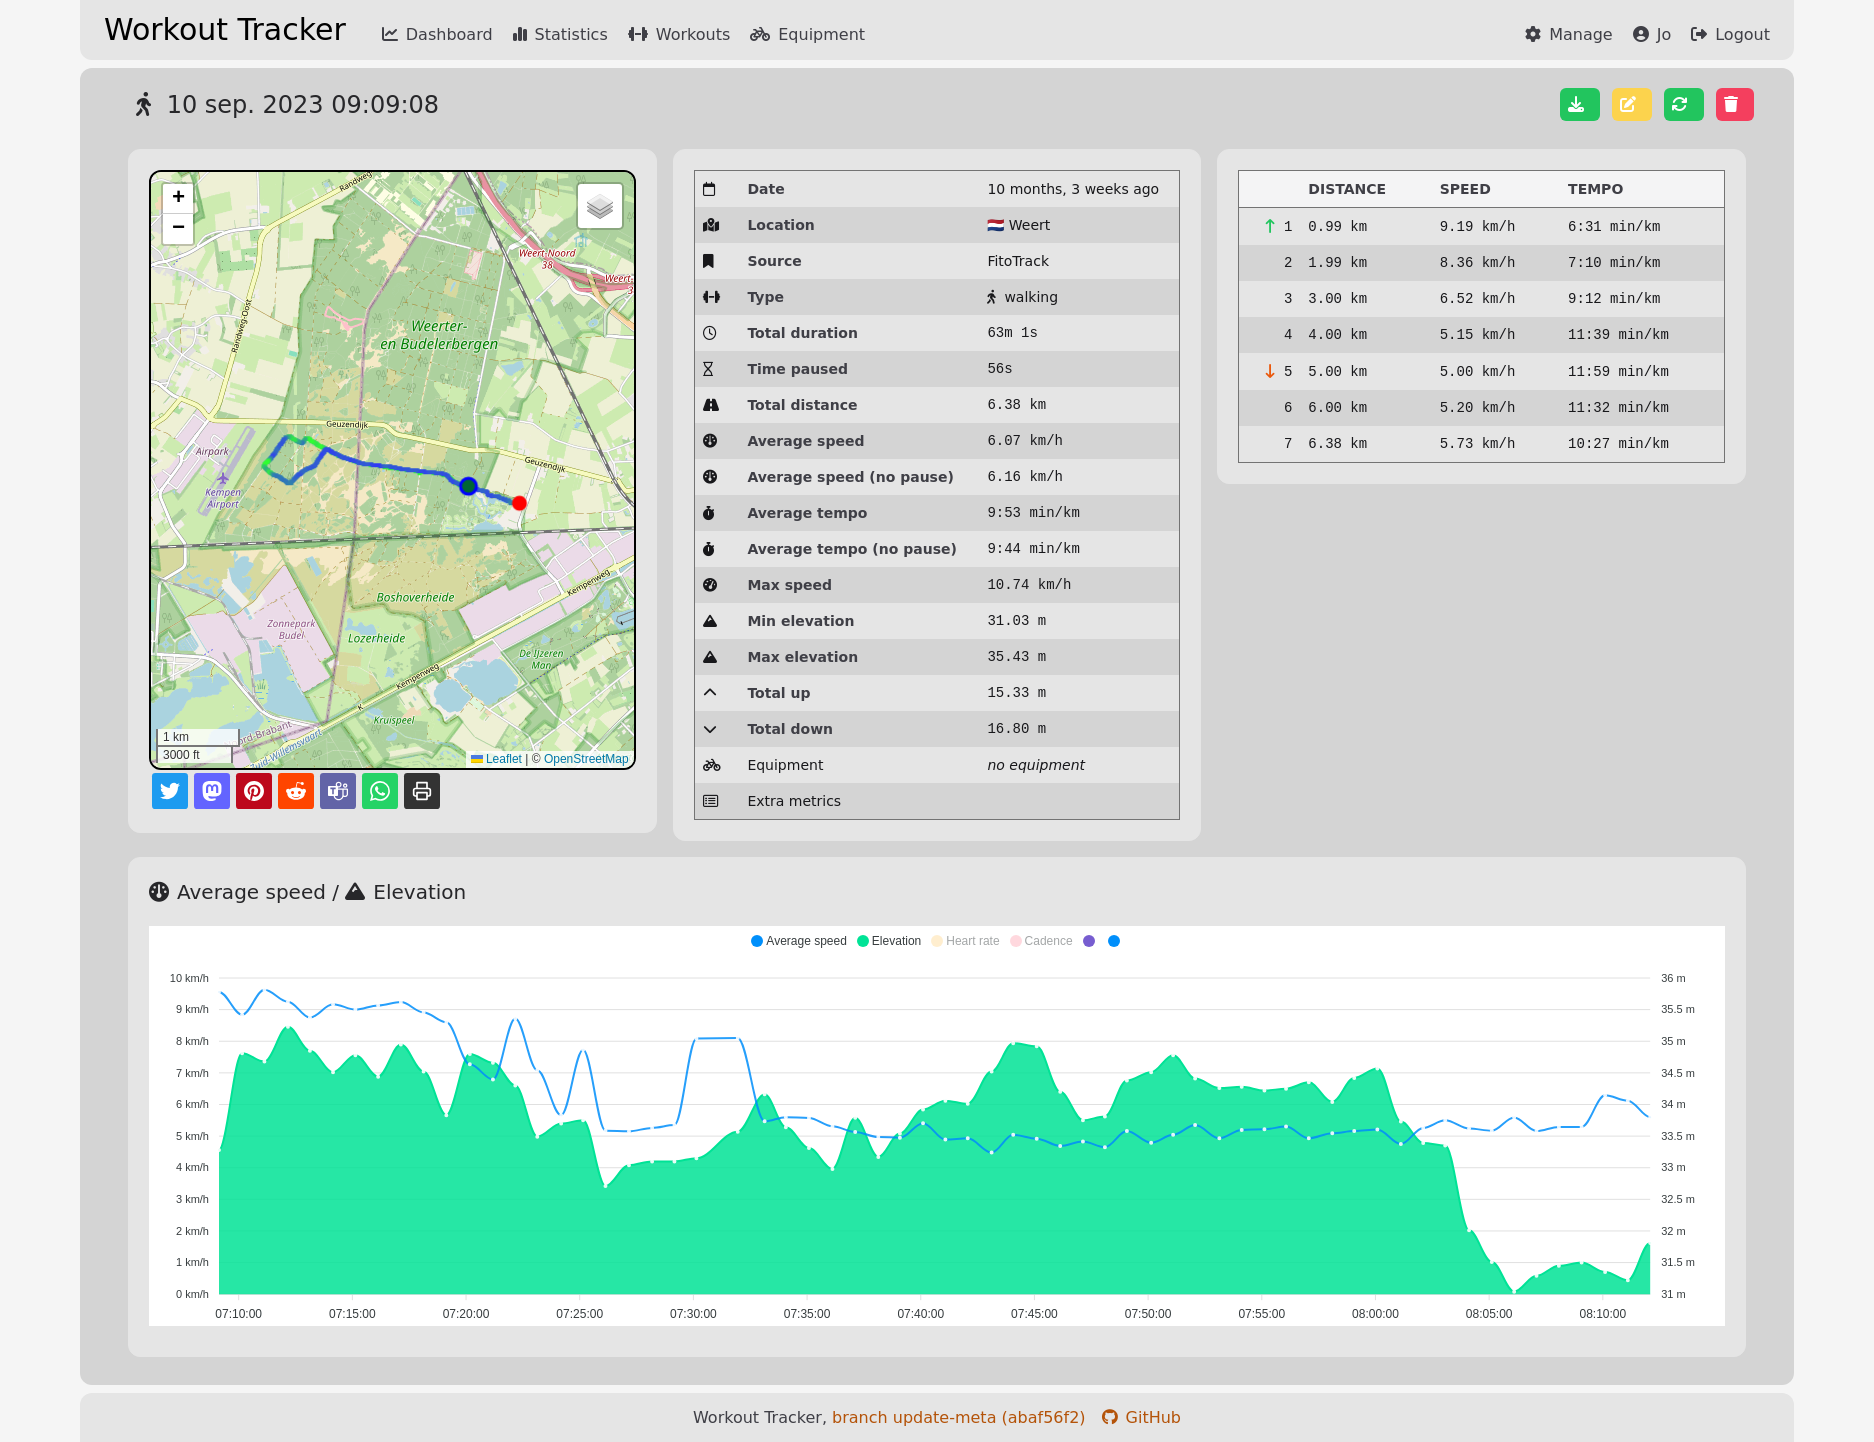 Workout Tracker Dashboard Statistics Workouts Equipment Manage Jo Logout
10 sep. 2023 09:09:08
+
−
Randweg
Weert-Noord
38
Randweg-Oost
Weerter-
en Budelerbergen
Geuzendijk
Geuzendijk
Airpark
Kempen
Airport
Kempenweg
Boshoverheide
Zonnepark
Budel
Lozerheide
De IJzeren
Man
Kempenweg
Kruispeel
Zuid-Willemsvaart
1 km
3000 ft
Leaflet | © OpenStreetMap
Date 10 months, 3 weeks ago
Location Weert
Source FitoTrack
Type walking
Total duration 63m 1s
Time paused 56s
Total distance 6.38 km
Average speed 6.07 km/h
Average speed (no pause) 6.16 km/h
Average tempo 9:53 min/km
Average tempo (no pause) 9:44 min/km
Max speed 10.74 km/h
Min elevation 31.03 m
Max elevation 35.43 m
Total up 15.33 m
Total down 16.80 m
Equipment no equipment
Extra metrics
DISTANCE SPEED TEMPO
1 0.99 km 9.19 km/h 6:31 min/km
2 1.99 km 8.36 km/h 7:10 min/km
3 3.00 km 6.52 km/h 9:12 min/km
4 4.00 km 5.15 km/h 11:39 min/km
5 5.00 km 5.00 km/h 11:59 min/km
6 6.00 km 5.20 km/h 11:32 min/km
7 6.38 km 5.73 km/h 10:27 min/km
Average speed / Elevation
Average speed Elevation Heart rate Cadence
10 km/h 36 m
9 km/h 35.5 m
8 km/h 35 m
7 km/h 34.5 m
6 km/h 34 m
5 km/h 33.5 m
4 km/h 33 m
3 km/h 32.5 m
2 km/h 32 m
1 km/h 31.5 m
0 km/h 31 m
07:10:00 07:15:00 07:20:00 07:25:00 07:30:00 07:35:00 07:40:00 07:45:00 07:50:00 07:55:00 08:00:00 08:05:00 08:10:00
Workout Tracker, branch update-meta (abaf56f2) GitHub